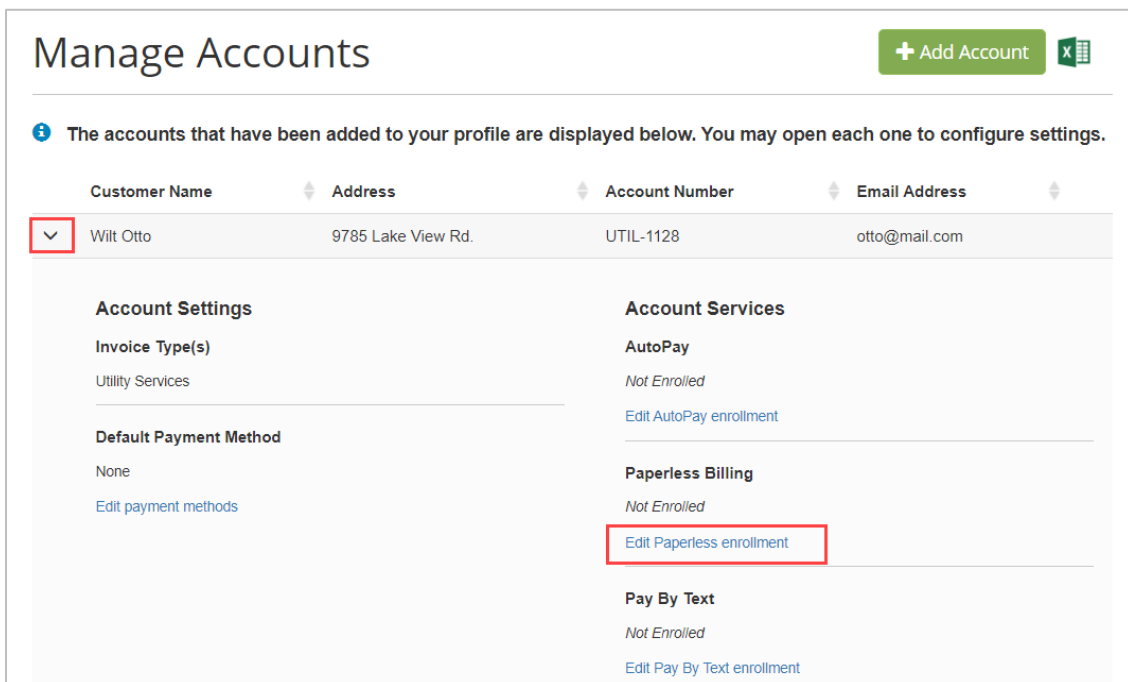 Manage Accounts
Add Account
The accounts that have been added to your profile are displayed below. You may open each one to configure settings.
Customer Name Address Account Number Email Address
Wilt Otto 9785 Lake View Rd. UTIL-1128 otto@mail.com
Account Settings
Invoice Type(s)
Utility Services
Default Payment Method
None
Edit payment methods
Account Services
AutoPay
Not Enrolled
Edit AutoPay enrollment
Paperless Billing
Not Enrolled
Edit Paperless enrollment
Pay By Text
Not Enrolled
Edit Pay By Text enrollment